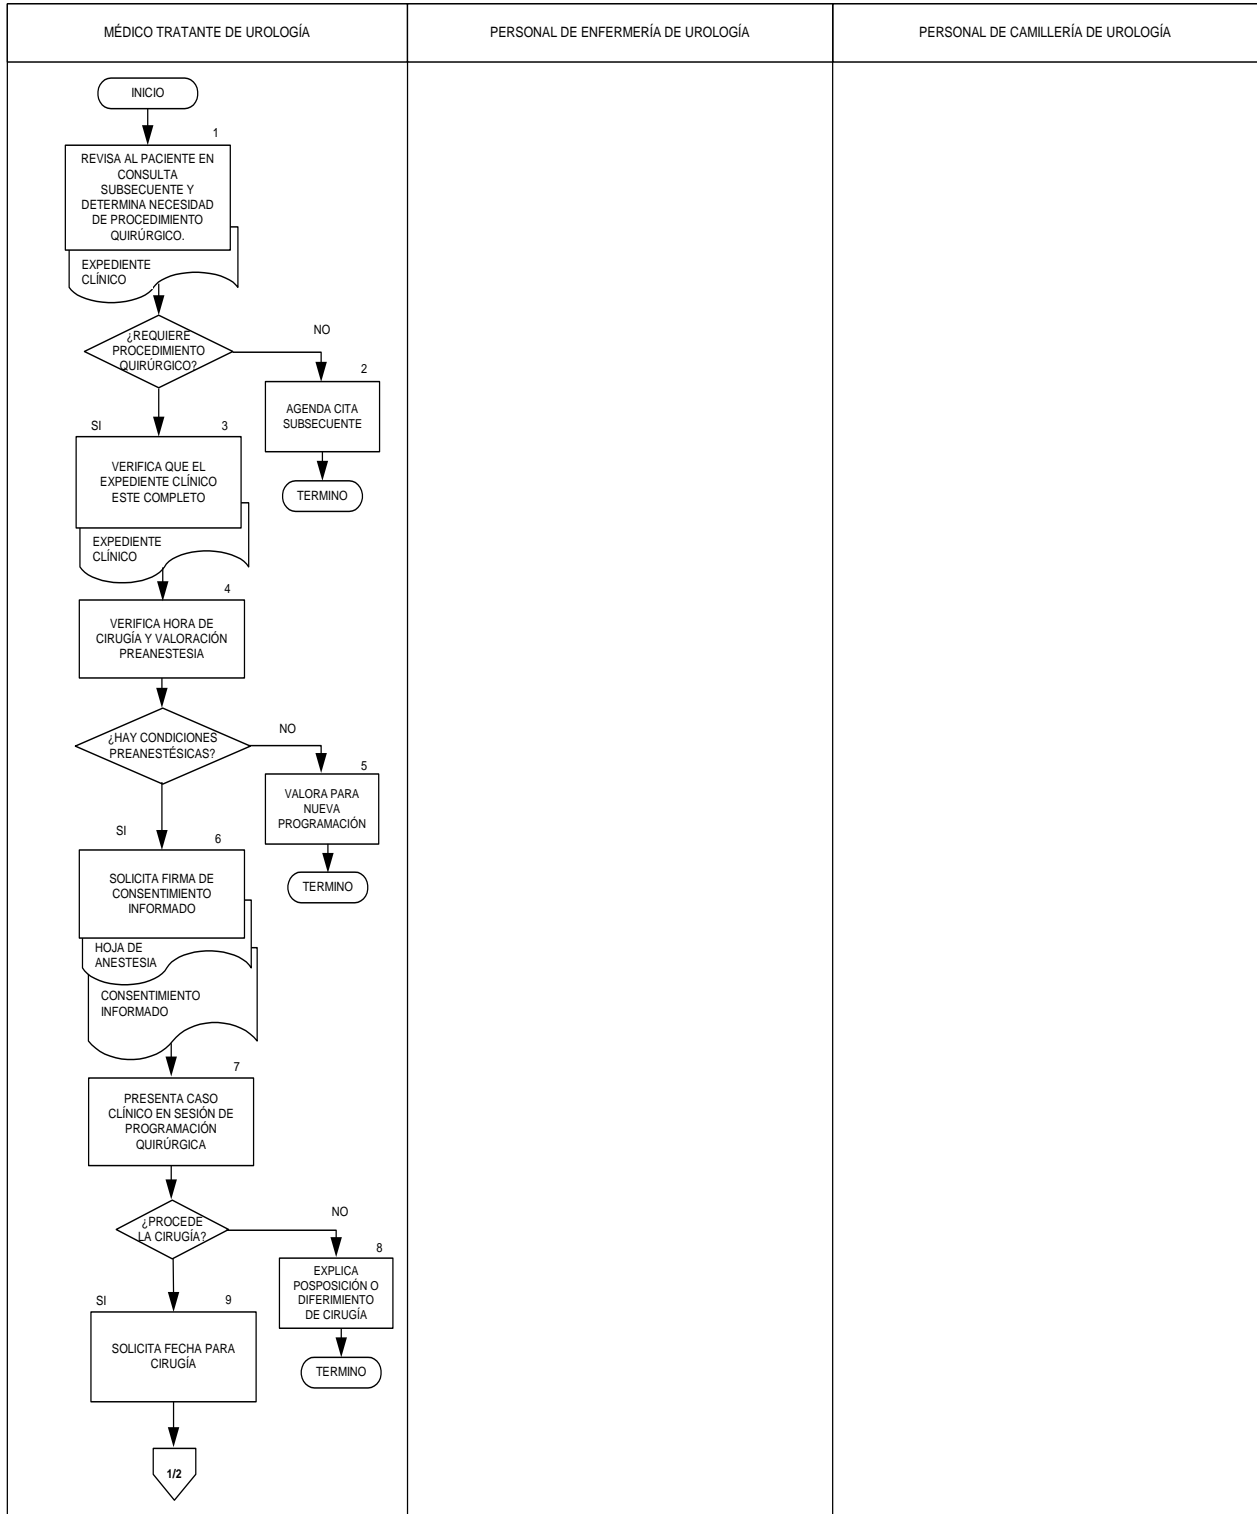 MÉDICO TRATANTE DE UROLOGÍA
PERSONAL DE ENFERMERÍA DE UROLOGÍA
PERSONAL DE CAMILLERÍA DE UROLOGÍA
INICIO
1
REVISA AL PACIENTE EN
CONSULTA
SUBSECUENTE Y
DETERMINA NECESIDAD
DE PROCEDIMIENTO
QUIRÚRGICO.
EXPEDIENTE
CLÍNICO
¿REQUIERE
PROCEDIMIENTO
QUIRÚRGICO?
NO
2
AGENDA CITA
SUBSECUENTE
TERMINO
SI
3
VERIFICA QUE EL
EXPEDIENTE CLÍNICO
ESTE COMPLETO
EXPEDIENTE
CLÍNICO
4
VERIFICA HORA DE
CIRUGÍA Y VALORACIÓN
PREANESTESIA
¿HAY CONDICIONES
PREANESTÉSICAS?
NO
5
VALORA PARA
NUEVA
PROGRAMACIÓN
TERMINO
SI
6
SOLICITA FIRMA DE
CONSENTIMIENTO
INFORMADO
HOJA DE
ANESTESIA
CONSENTIMIENTO
INFORMADO
7
PRESENTA CASO
CLÍNICO EN SESIÓN DE
PROGRAMACIÓN
QUIRÚRGICA
¿PROCEDE
LA CIRUGÍA?
NO
8
EXPLICA
POSPOSICIÓN O
DIFERIMIENTO
DE CIRUGÍA
TERMINO
SI
9
SOLICITA FECHA PARA
CIRUGÍA
1/2